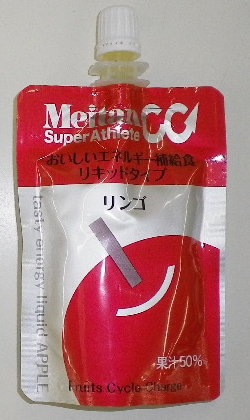 Meitan CC
SuperAthlete
おいしいエネルギー補給食
リキッドタイプ
リンゴ
tasty energy liquid APPLE
果汁50%
Fruits Cycle Charge